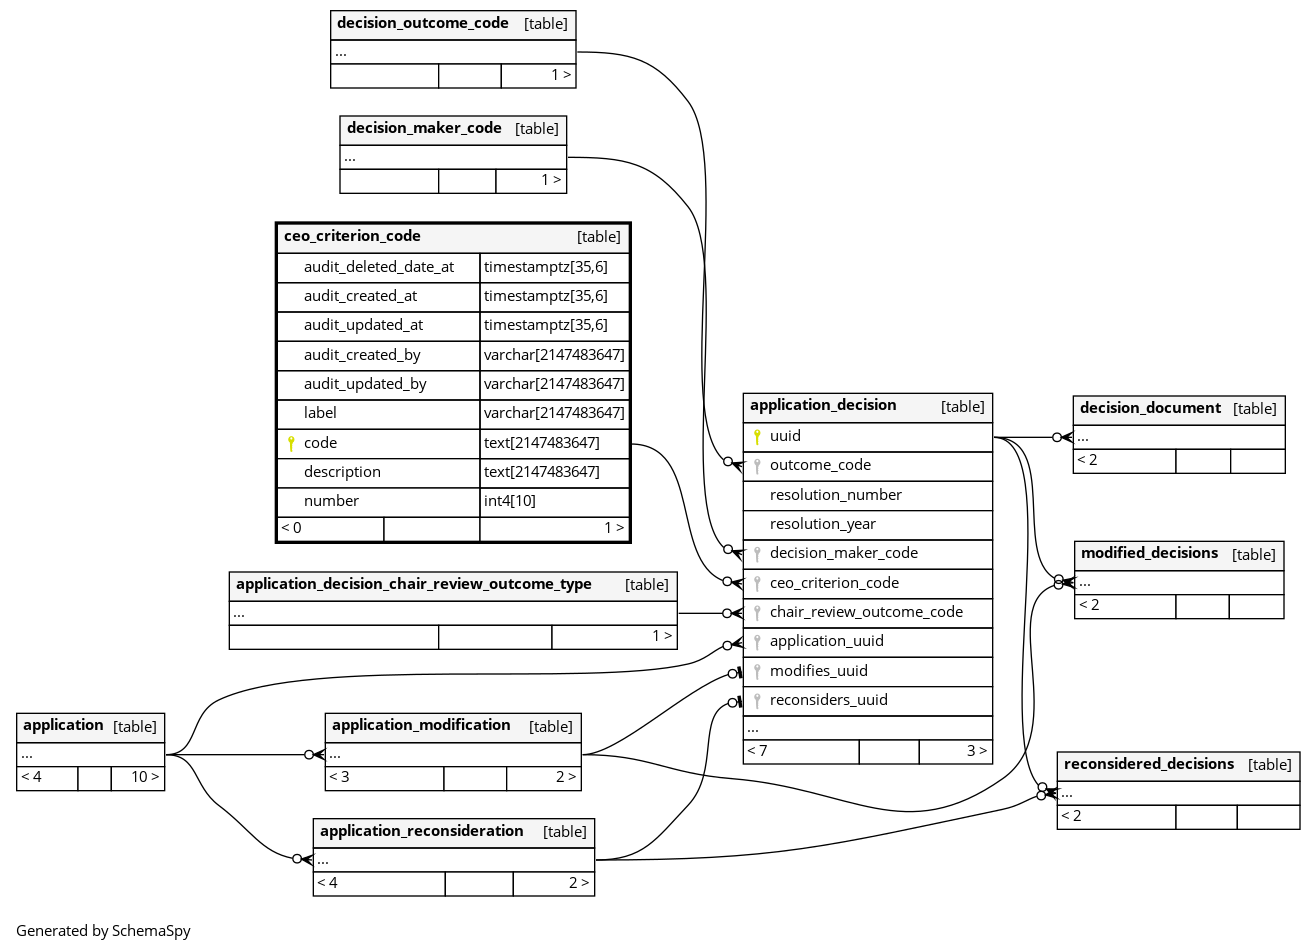 decision_outcome_code [table]
...
1 >
decision_maker_code [table]
...
1 >
ceo_criterion_code [table]
audit_deleted_date_at timestamptz[35,6]
audit_created_at timestamptz[35,6]
audit_updated_at timestamptz[35,6]
audit_created_by varchar[2147483647]
audit_updated_by varchar[2147483647]
label varchar[2147483647]
code text[2147483647]
description text[2147483647]
number int4[10]
< 0 1 >
application_decision_chair_review_outcome_type [table]
...
1 >
application [table]
...
< 4 10 >
application_modification [table]
...
< 3 2 >
application_reconsideration [table]
...
< 4 2 >
application_decision [table]
uuid
outcome_code
resolution_number
resolution_year
decision_maker_code
ceo_criterion_code
chair_review_outcome_code
application_uuid
modifies_uuid
reconsiders_uuid
...
< 7 3 >
decision_document [table]
...
< 2
modified_decisions [table]
...
< 2
reconsidered_decisions [table]
...
< 2
Generated by SchemaSpy